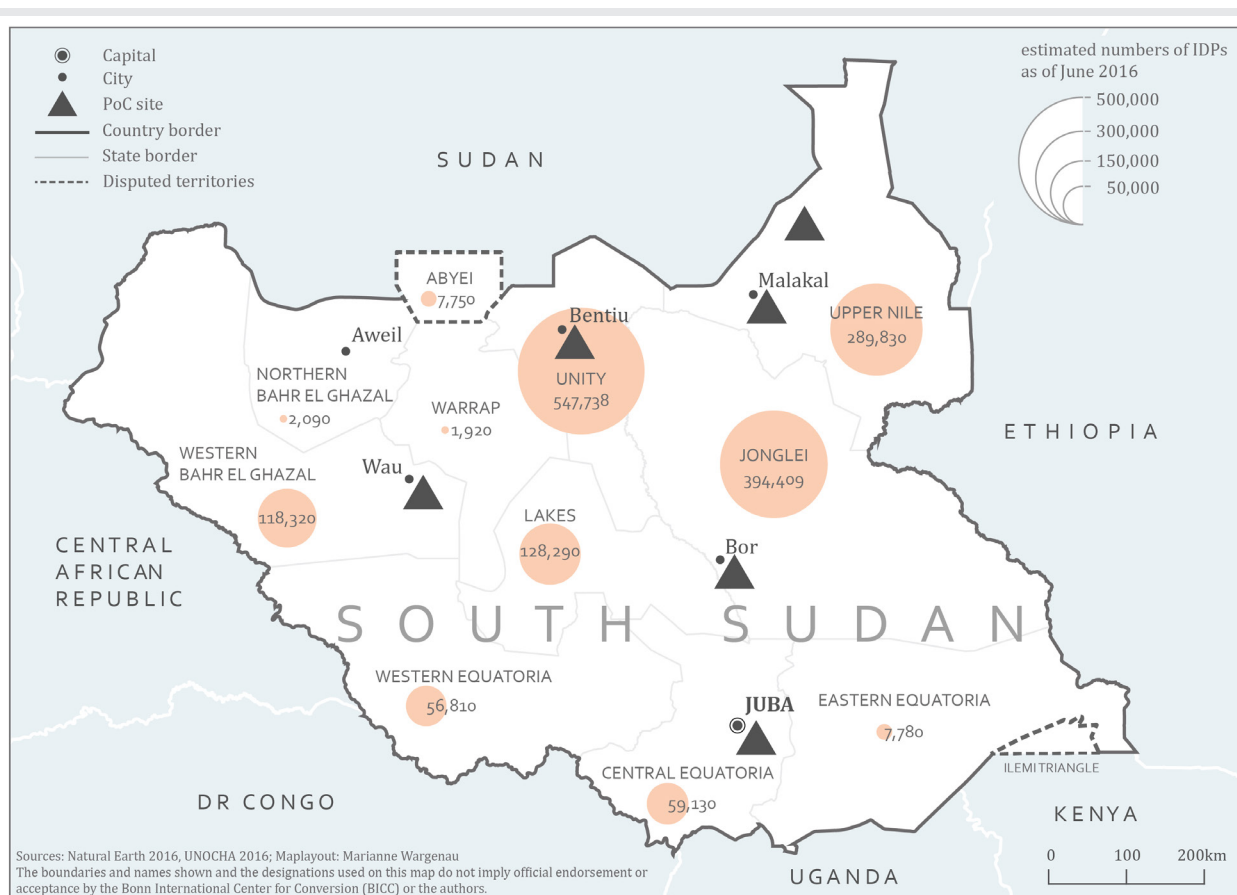 Capital
City
PoC site
Country border
State border
Disputed territories
estimated numbers of IDPs
as of June 2016
500,000
300,000
150,000
50,000
SUDAN
ABYEI
7,750
Malakal
UPPER NILE
289,830
Bentiu
UNITY
547,738
Aweil
NORTHERN
BAHR EL GHAZAL
2,090
WARRAP
1,920
ETHIOPIA
WESTERN
BAHR EL GHAZAL
118,320
Wau
JONGLEI
394,409
LAKES
128,290
Bor
CENTRAL
AFRICAN
REPUBLIC
SOUTH SUDAN
WESTERN EQUATORIA
56,810
JUBA
EASTERN EQUATORIA
7,780
CENTRAL EQUATORIA
59,130
ILEMI TRIANGLE
DR CONGO
KENYA
UGANDA
0 100 200km
Sources: Natural Earth 2016, UNOCHA 2016; Maplayout: Marianne Wargenau
The boundaries and names shown and the designations used on this map do not imply official endorsement or
acceptance by the Bonn International Center for Conversion (BICC) or the authors.